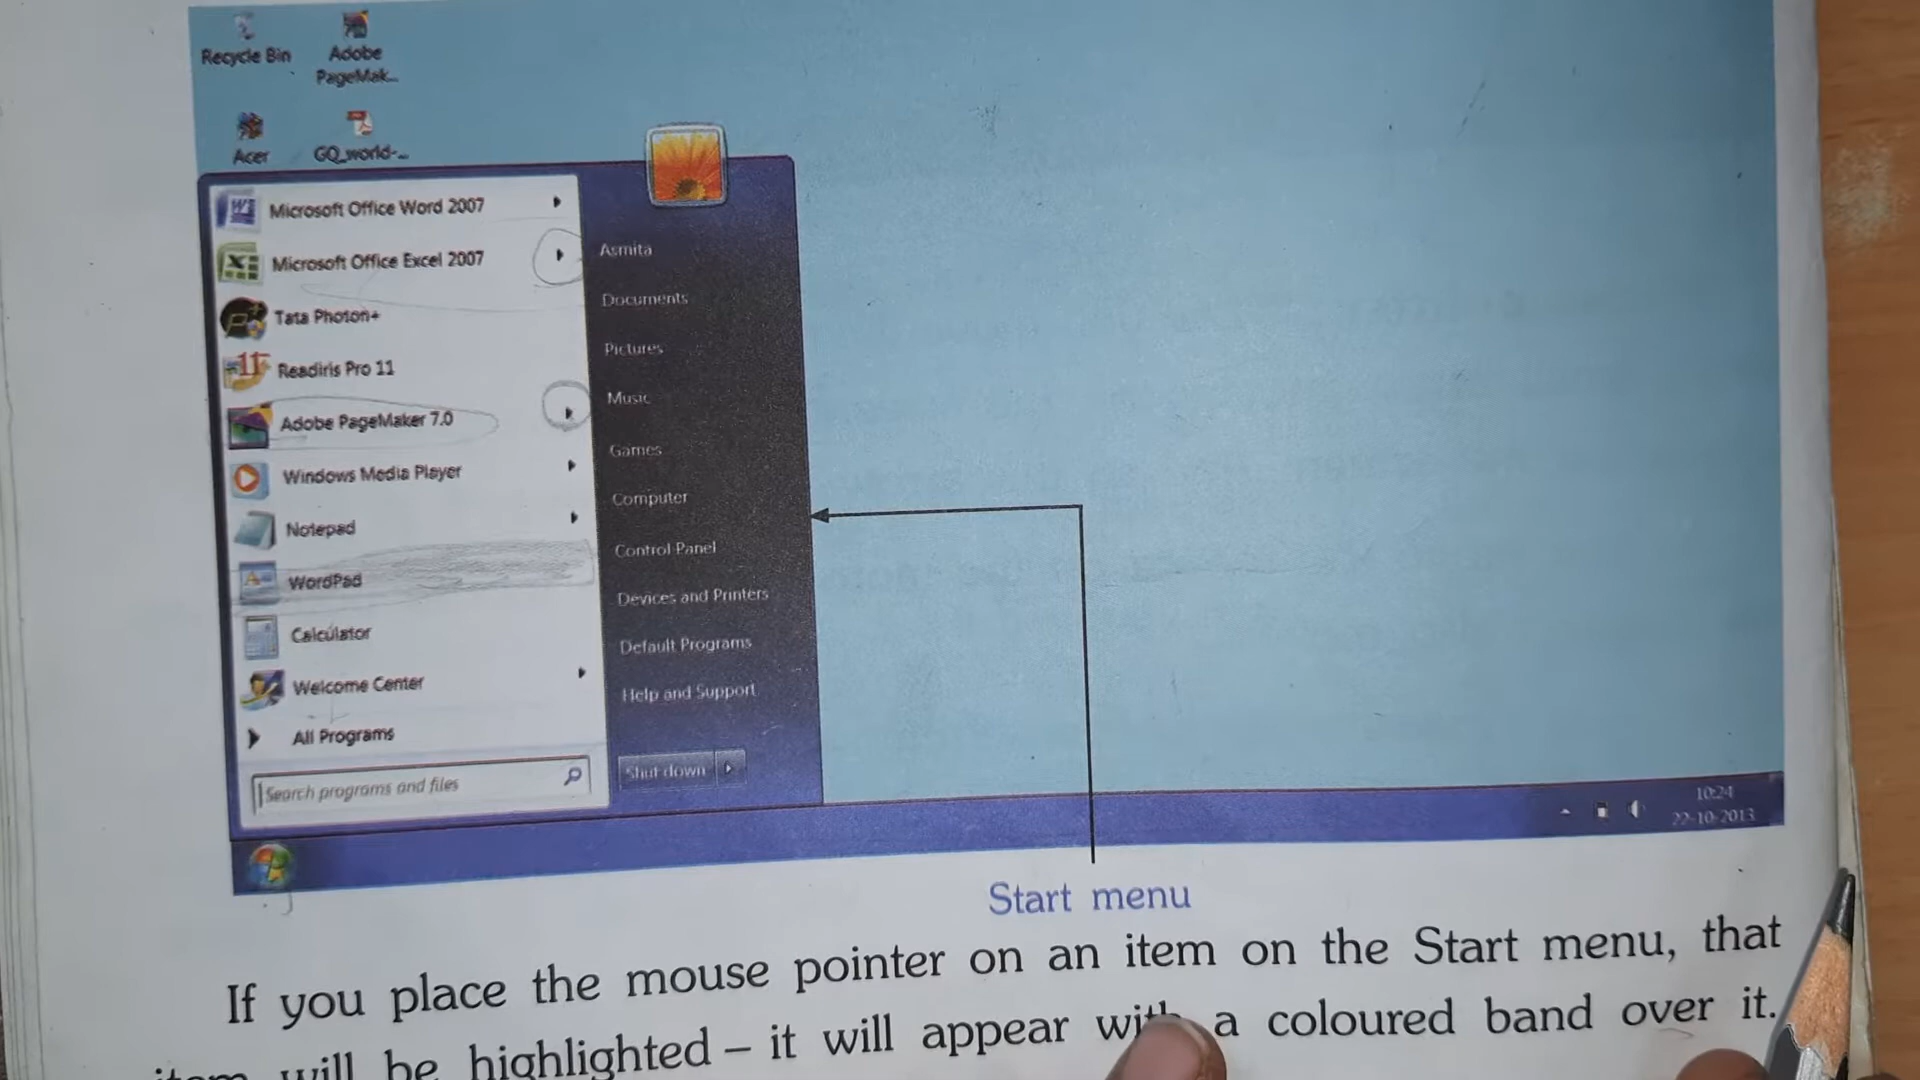 Recycle Bin
Adobe
PageMak...
Acer
GQ_world-...
Microsoft Office Word 2007
Microsoft Office Excel 2007
Tata Photon+
Readiris Pro 11
Adobe PageMaker 7.0
Windows Media Player
Notepad
WordPad
Calculator
Welcome Center
All Programs
Search programs and files
Asmita
Documents
Pictures
Music
Games
Computer
Control Panel
Devices and Printers
Default Programs
Help and Support
Shut down
10:24
22-10-2013
Start menu
If you place the mouse pointer on an item on the Start menu, that
item will be highlighted – it will appear with a coloured band over it.